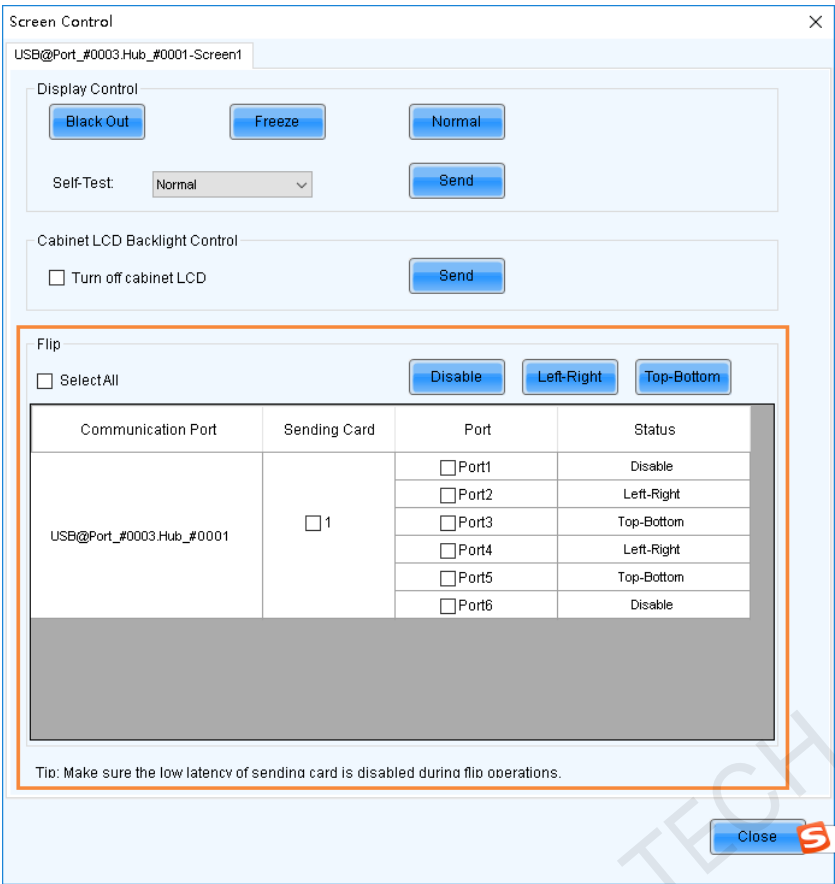 Screen Control
USB@Port_#0003.Hub_#0001-Screen1
Display Control
Black Out Freeze Normal
Self-Test: Normal Send
Cabinet LCD Backlight Control
Turn off cabinet LCD Send
Flip
Select All Disable Left-Right Top-Bottom
Communication Port Sending Card Port Status
Port1 Disable
Port2 Left-Right
USB@Port_#0003.Hub_#0001 1 Port3 Top-Bottom
Port4 Left-Right
Port5 Top-Bottom
Port6 Disable
Tip: Make sure the low latency of sending card is disabled during flip operations.
TECH
Close